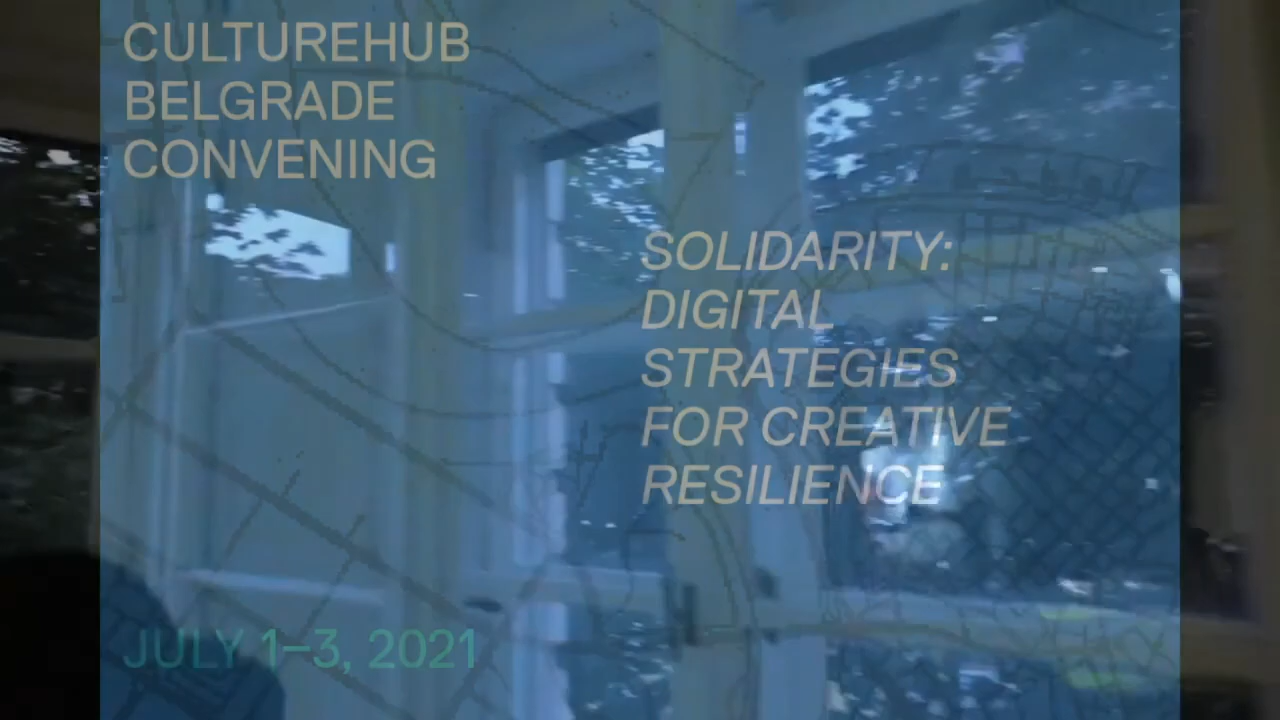 CULTUREHUB
BELGRADE
CONVENING
SOLIDARITY:
DIGITAL
STRATEGIES
FOR CREATIVE
RESILIENCE
JULY 1–3, 2021